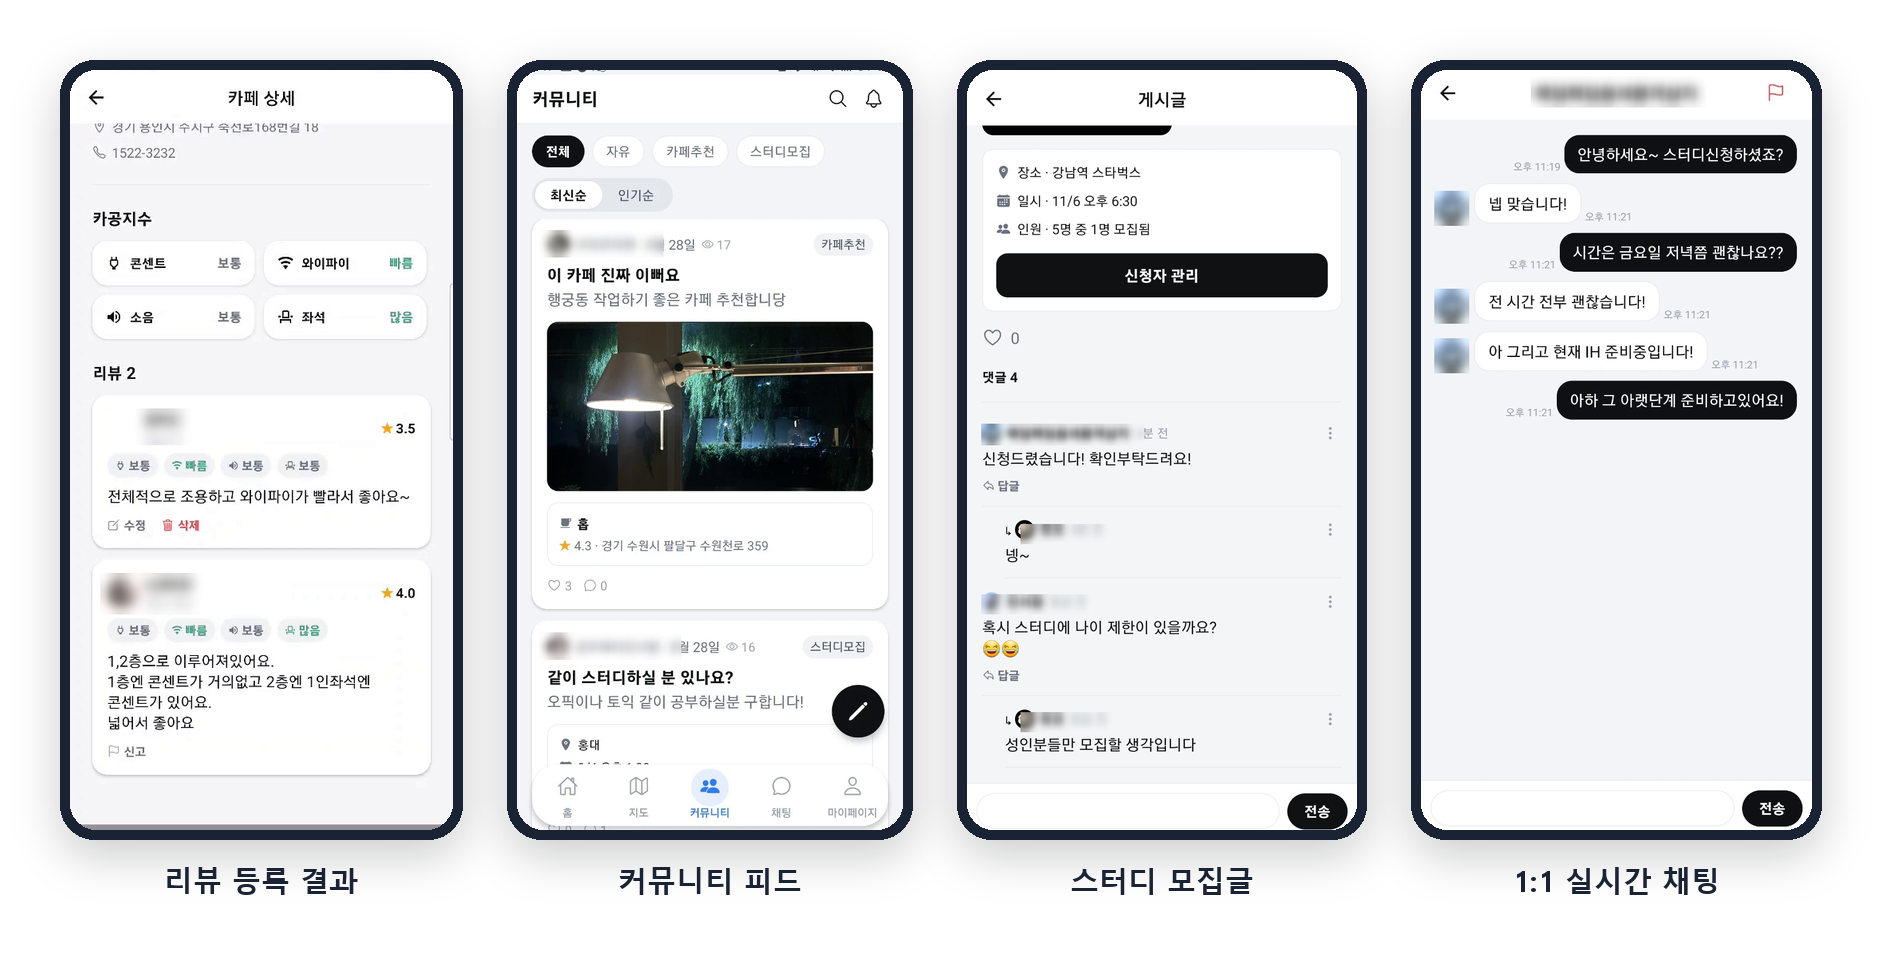 카페 상세
경기 용인시 수지구 숙선로168번길 18
1522-3232
카공지수
콘센트 보통
와이파이 빠름
소음 보통
좌석 많음
리뷰 2
3.5
보통 빠름 보통 보통
전체적으로 조용하고 와이파이가 빨라서 좋아요~
수정 삭제
4.0
보통 빠름 보통 많음
1,2층으로 이루어져있어요.
1층엔 콘센트가 거의없고 2층엔 1인좌석엔
콘센트가 있어요.
넓어서 좋아요
신고
리뷰 등록 결과
커뮤니티
전체 자유 카페추천 스터디모집
최신순 인기순
28일 17 카페추천
이 카페 진짜 이뻐요
행궁동 작업하기 좋은 카페 추천합니당
홉
4.3 · 경기 수원시 팔달구 수원천로 359
3 0
월 28일 16 스터디모집
같이 스터디하실 분 있나요?
오픽이나 토익 같이 공부하실분 구합니다!
홍대
홈 지도 커뮤니티 채팅 마이페이지
커뮤니티 피드
게시글
장소 · 강남역 스타벅스
일시 · 11/6 오후 6:30
인원 · 5명 중 1명 모집됨
신청자 관리
0
댓글 4
분 전
신청드렸습니다! 확인부탁드려요!
답글
넹~
혹시 스터디에 나이 제한이 있을까요?
😆😆
답글
성인분들만 모집할 생각입니다
전송
스터디 모집글
안녕하세요~ 스터디신청하셨죠?
오후 11:19
넵 맞습니다!
오후 11:21
시간은 금요일 저녁쯤 괜찮나요??
오후 11:21
전 시간 전부 괜찮습니다!
오후 11:21
아 그리고 현재 IH 준비중입니다!
오후 11:21
아하 그 아랫단계 준비하고있어요!
오후 11:21
전송
1:1 실시간 채팅